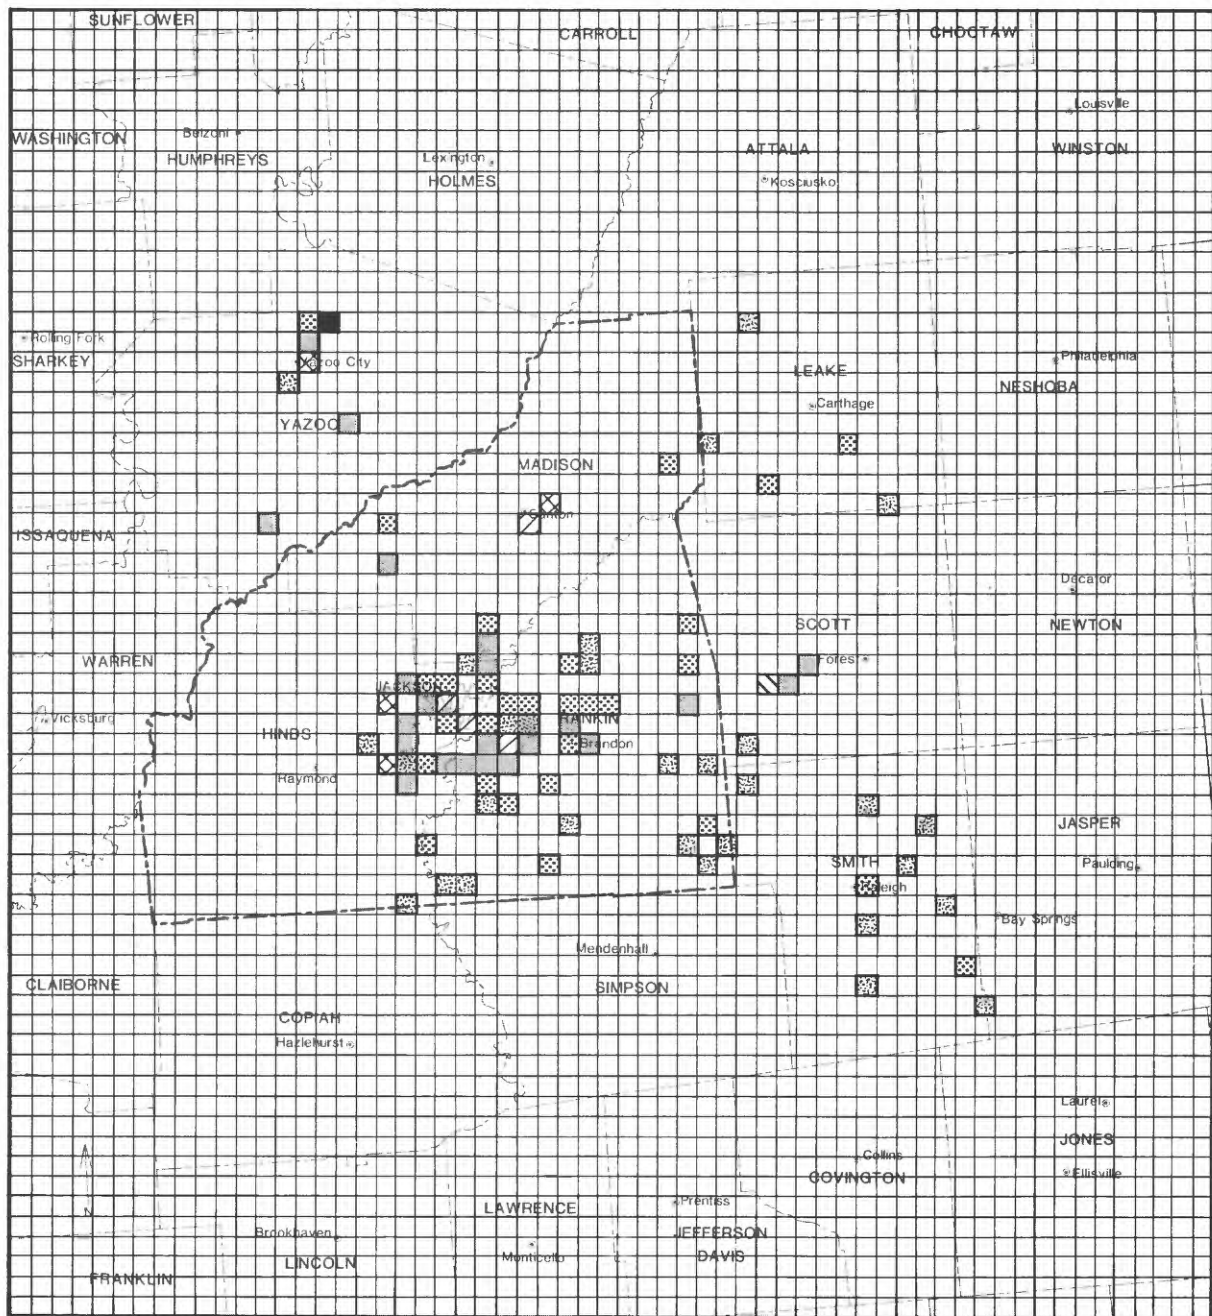 SUNFLOWER
CARROLL
CHOCTAW
Louisville
WASHINGTON
Belzoni
HUMPHREYS
Lexington
HOLMES
ATTALA
Kosciusko
WINSTON
Rolling Fork
SHARKEY
Yazoo City
LEAKE
Philadelphia
NESHOBA
Carthage
YAZOO
MADISON
Canton
ISSAQUENA
Decatur
SCOTT
NEWTON
WARREN
Forest
JACKSON
Vicksburg
HINDS
RANKIN
Brandon
Raymond
JASPER
SMITH
Paulding
Raleigh
Bay Springs
Mendenhall
CLAIBORNE
SIMPSON
COPIAH
Hazlehurst
Laurel
JONES
Collins
COVINGTON
Ellisville
Prentiss
LAWRENCE
Brookhaven
JEFFERSON
DAVIS
LINCOLN
Monticello
FRANKLIN
N